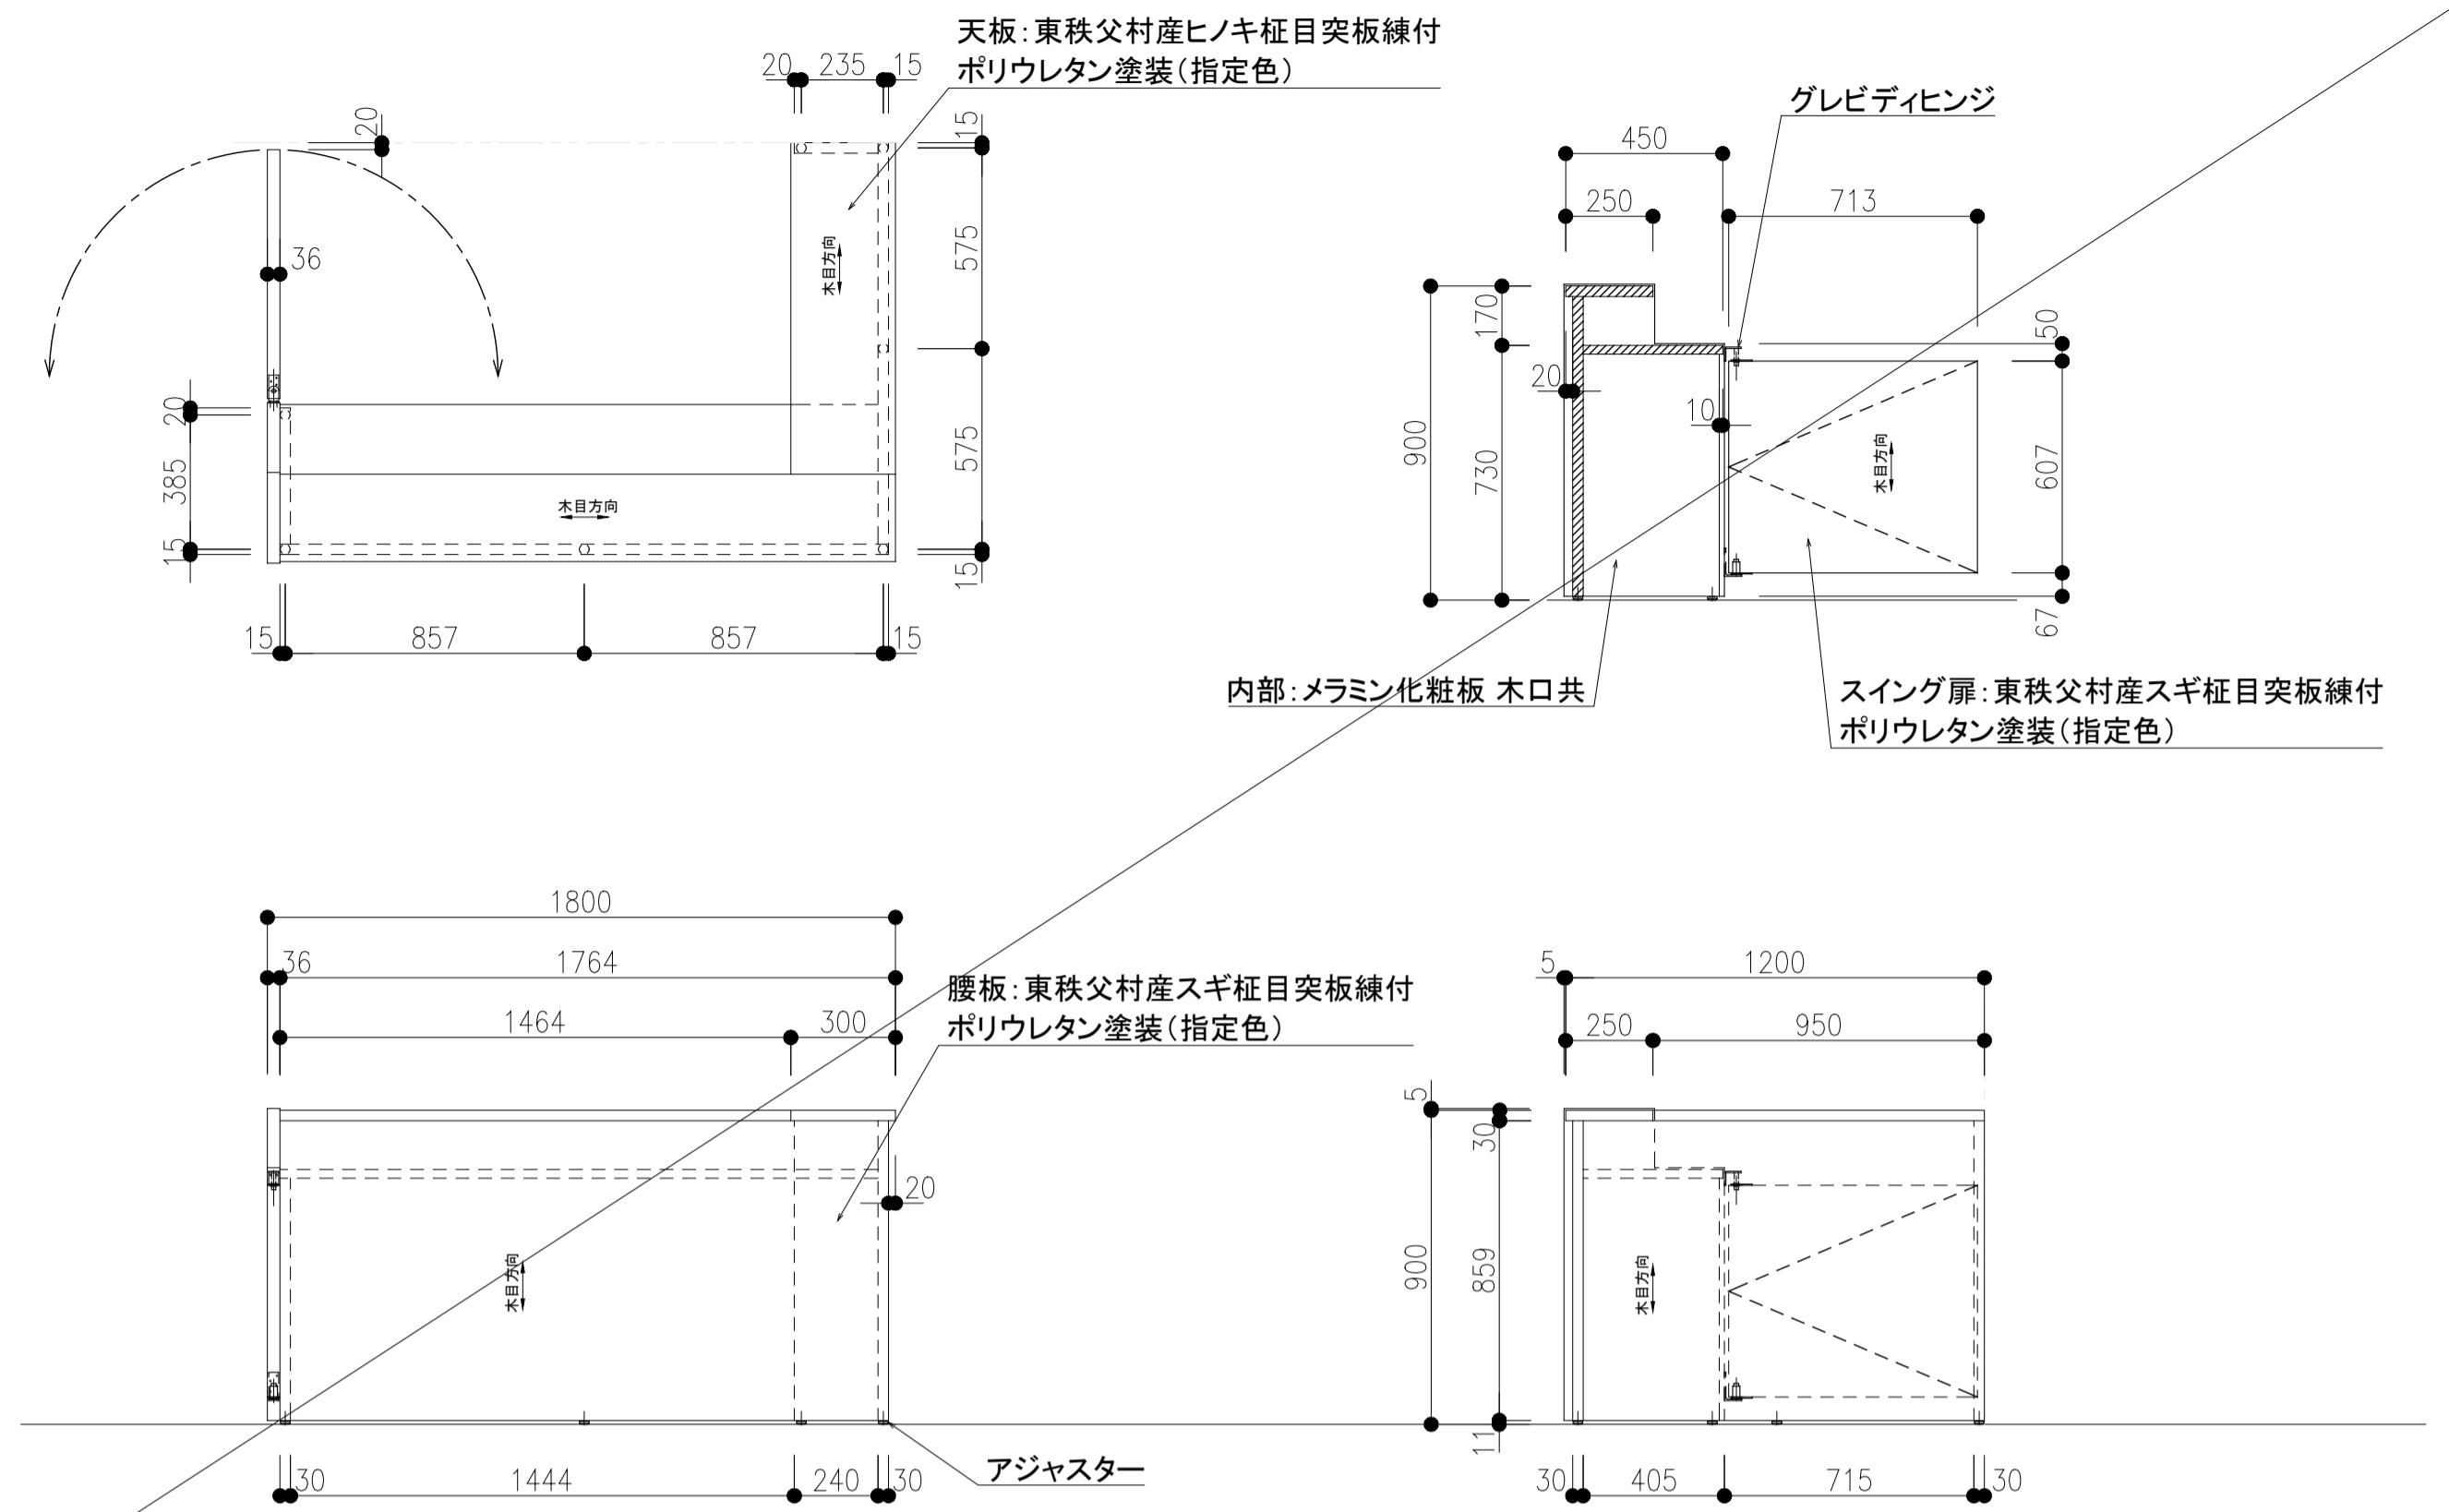 天板：東秩父村産ヒノキ柾目突板練付
ポリウレタン塗装（指定色）
20 235 15
20
15
36
575
木目方向
575
20
385
15
木目方向
15
15 857 857 15
グレビティヒンジ
450
250
713
170
50
20
10
900
730
木目方向
607
67
内部：メラミン化粧板 木口共
スイング扉：東秩父村産スギ柾目突板練付
ポリウレタン塗装（指定色）
1800
36 1764
1464 300
腰板：東秩父村産スギ柾目突板練付
ポリウレタン塗装（指定色）
20
木目方向
アジャスター
30 1444 240 30
5 1200
250 950
5
30
900
859
木目方向
11
30 405 715 30